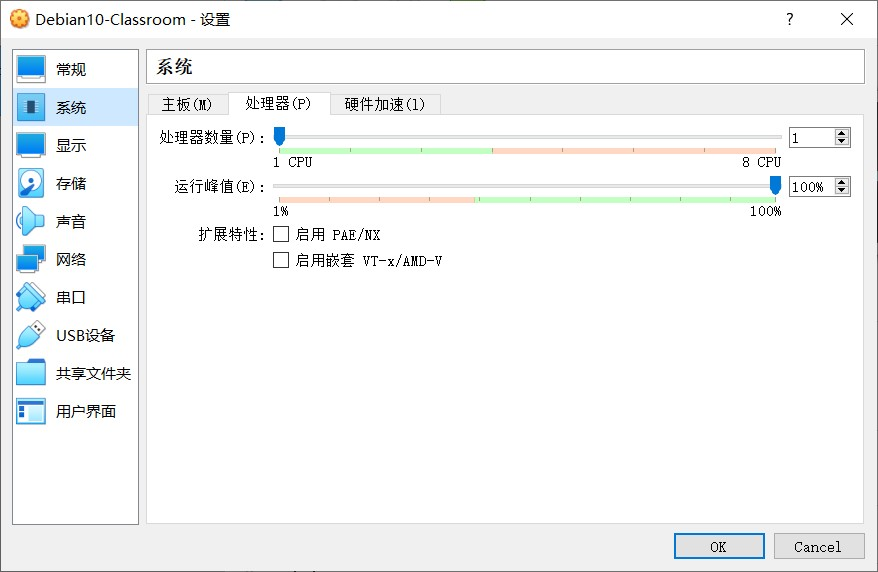 Debian10-Classroom - 设置
?
常规
系统
显示
存储
声音
网络
串口
USB设备
共享文件夹
用户界面
系统
主板(M) 处理器(P) 硬件加速(l)
处理器数量(P): 1
1 CPU 8 CPU
运行峰值(E): 100%
1% 100%
扩展特性: 启用 PAE/NX
启用嵌套 VT-x/AMD-V
OK Cancel